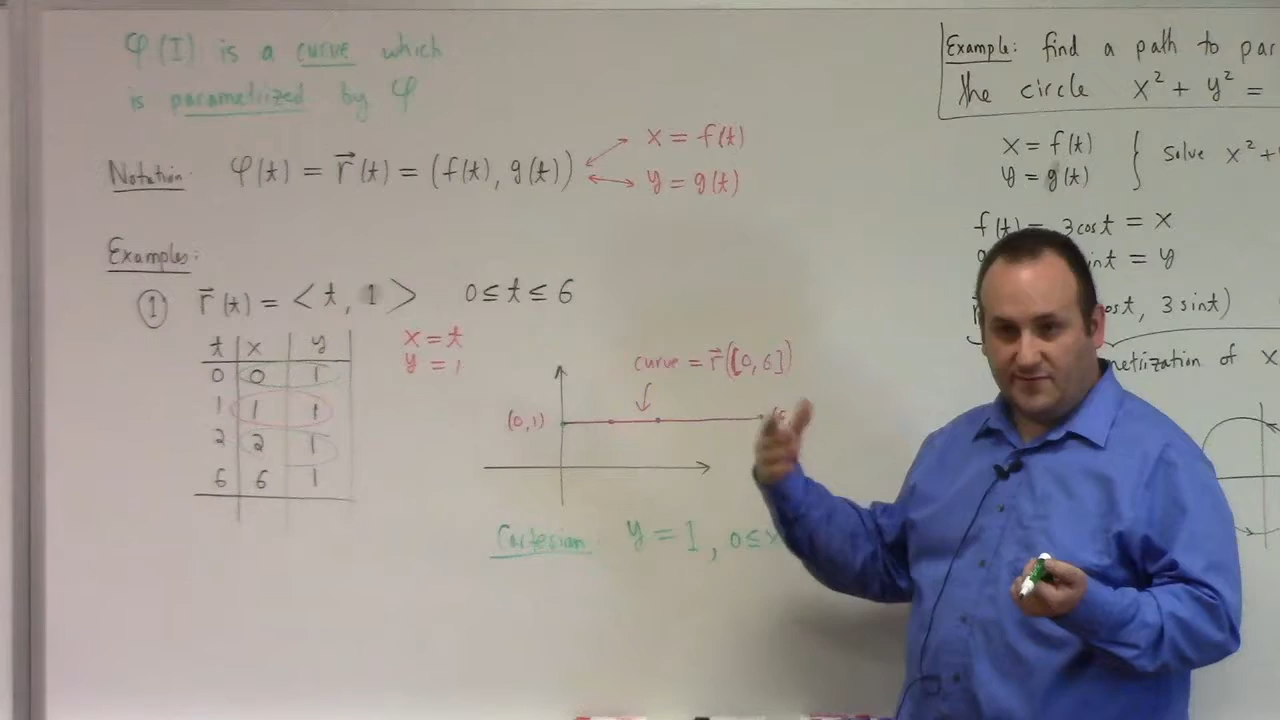 φ(I) is a curve which
is parametrized by φ
Notation: φ(t) = r⃗(t) = (f(t), g(t))
x = f(t)
y = g(t)
Examples:
① r⃗(t) = <t, 1> 0 ≤ t ≤ 6
t x y
0 0 1
1 1 1
2 2 1
6 6 1
x = t
y = 1
curve = r⃗([0,6])
(0,1)
Cartesian: y = 1, 0 ≤ x
Example: find a path to par
the circle x² + y² =
x = f(t)
y = g(t)
} solve x² +
f(t) = 3cost = x
int = y
ost, 3 sint)
metrization of x